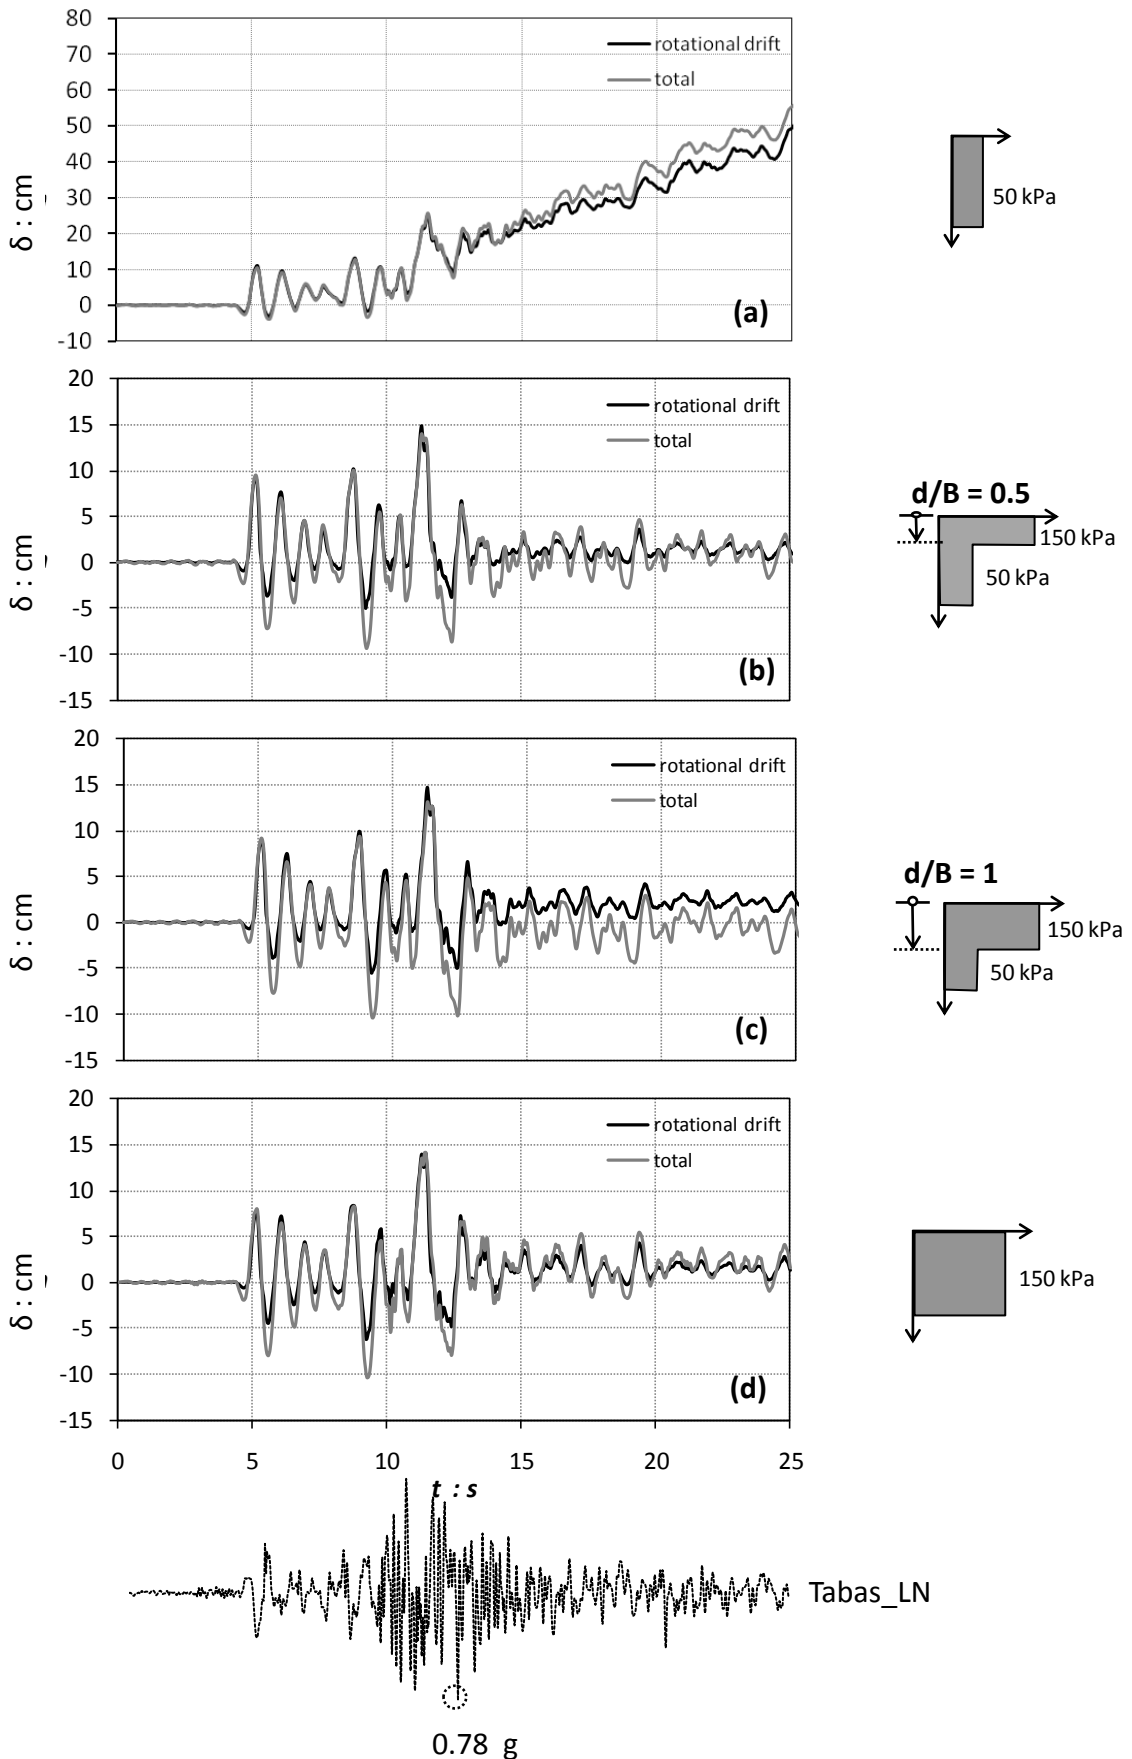 80
70
60
50
40
30
20
10
0
-10
δ : cm
rotational drift
total
(a)
50 kPa
20
15
10
5
0
-5
-10
-15
δ : cm
rotational drift
total
(b)
d/B = 0.5
150 kPa
50 kPa
20
15
10
5
0
-5
-10
-15
δ : cm
rotational drift
total
(c)
d/B = 1
150 kPa
50 kPa
20
15
10
5
0
-5
-10
-15
δ : cm
rotational drift
total
(d)
150 kPa
0 5 10 15 20 25
t : s
Tabas_LN
0.78 g